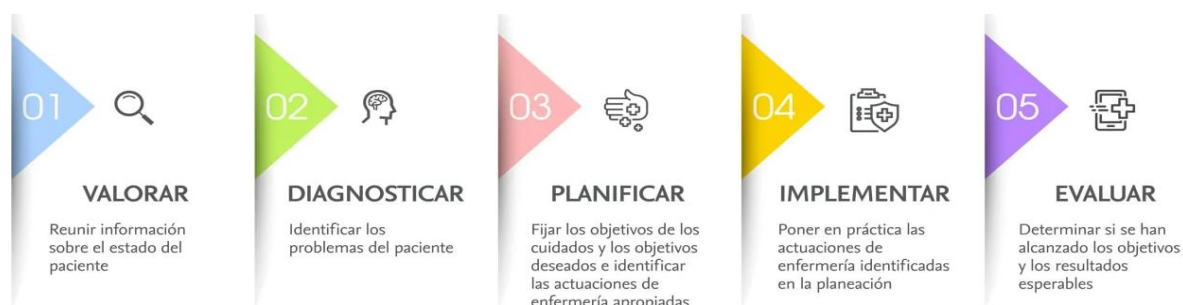 01
VALORAR
Reunir información
sobre el estado del
paciente
02
DIAGNOSTICAR
Identificar los
problemas del paciente
03
PLANIFICAR
Fijar los objetivos de los
cuidados y los objetivos
deseados e identificar
las actuaciones de
enfermería apropiadas
04
IMPLEMENTAR
Poner en práctica las
actuaciones de
enfermería identificadas
en la planeación
05
EVALUAR
Determinar si se han
alcanzado los objetivos
y los resultados
esperables